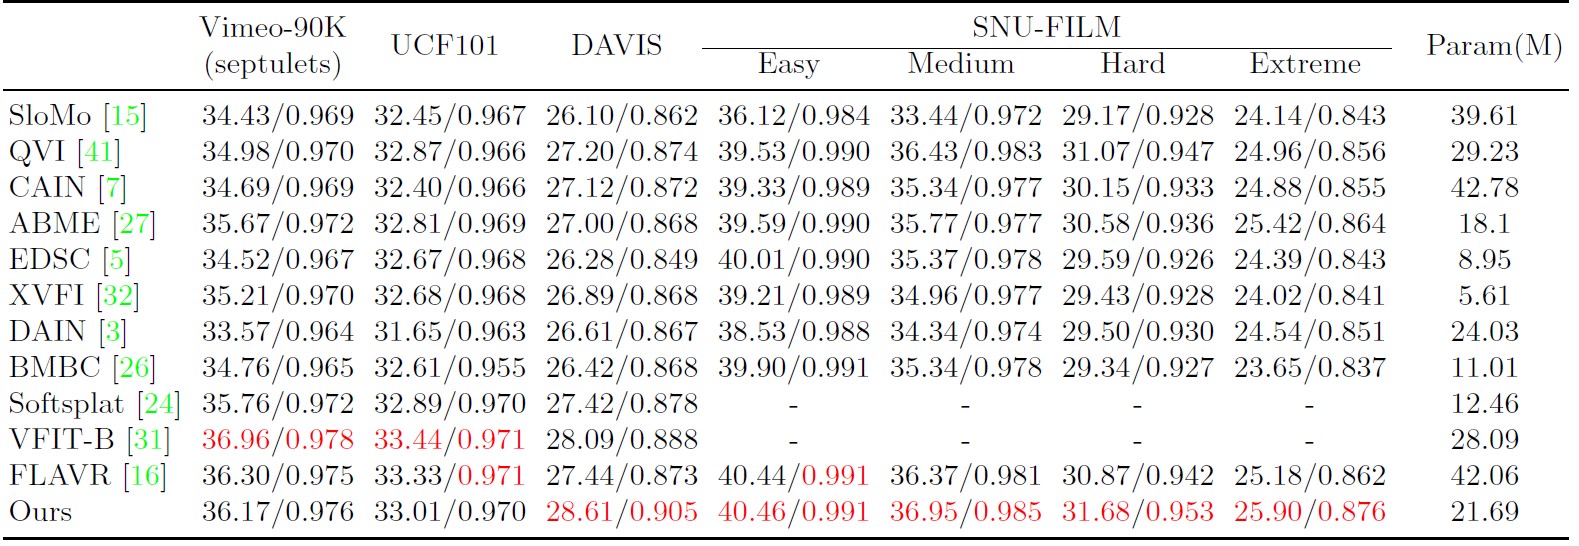 Vimeo-90K (septulets) UCF101 DAVIS SNU-FILM Param(M)
Easy Medium Hard Extreme
SloMo [15] 34.43/0.969 32.45/0.967 26.10/0.862 36.12/0.984 33.44/0.972 29.17/0.928 24.14/0.843 39.61
QVI [41] 34.98/0.970 32.87/0.966 27.20/0.874 39.53/0.990 36.43/0.983 31.07/0.947 24.96/0.856 29.23
CAIN [7] 34.69/0.969 32.40/0.966 27.12/0.872 39.33/0.989 35.34/0.977 30.15/0.933 24.88/0.855 42.78
ABME [27] 35.67/0.972 32.81/0.969 27.00/0.868 39.59/0.990 35.77/0.977 30.58/0.936 25.42/0.864 18.1
EDSC [5] 34.52/0.967 32.67/0.968 26.28/0.849 40.01/0.990 35.37/0.978 29.59/0.926 24.39/0.843 8.95
XVFI [32] 35.21/0.970 32.68/0.968 26.89/0.868 39.21/0.989 34.96/0.977 29.43/0.928 24.02/0.841 5.61
DAIN [3] 33.57/0.964 31.65/0.963 26.61/0.867 38.53/0.988 34.34/0.974 29.50/0.930 24.54/0.851 24.03
BMBC [26] 34.76/0.965 32.61/0.955 26.42/0.868 39.90/0.991 35.34/0.978 29.34/0.927 23.65/0.837 11.01
Softsplat [24] 35.76/0.972 32.89/0.970 27.42/0.878 - - - - 12.46
VFIT-B [31] 36.96/0.978 33.44/0.971 28.09/0.888 - - - - 28.09
FLAVR [16] 36.30/0.975 33.33/0.971 27.44/0.873 40.44/0.991 36.37/0.981 30.87/0.942 25.18/0.862 42.06
Ours 36.17/0.976 33.01/0.970 28.61/0.905 40.46/0.991 36.95/0.985 31.68/0.953 25.90/0.876 21.69